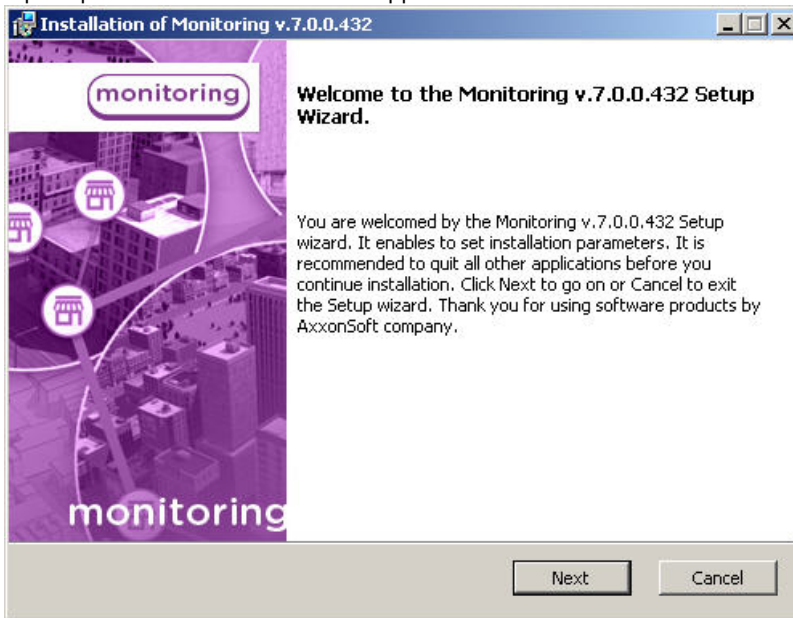 Installation of Monitoring v.7.0.0.432
monitoring
Welcome to the Monitoring v.7.0.0.432 Setup
Wizard.
You are welcomed by the Monitoring v.7.0.0.432 Setup
wizard. It enables to set installation parameters. It is
recommended to quit all other applications before you
continue installation. Click Next to go on or Cancel to exit
the Setup wizard. Thank you for using software products by
AxxonSoft company.
monitoring
Next
Cancel